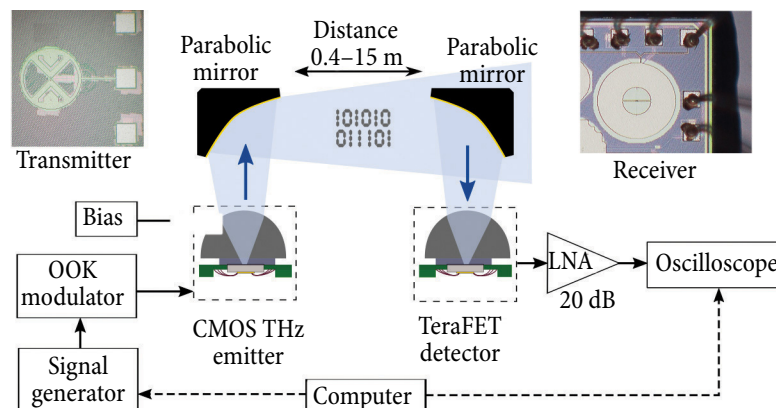 Distance
0.4–15 m
Parabolic
mirror
Parabolic
mirror
101010
011101
Transmitter
Receiver
Bias
OOK
modulator
Signal
generator
CMOS THz
emitter
TeraFET
detector
LNA
20 dB
Oscilloscope
Computer